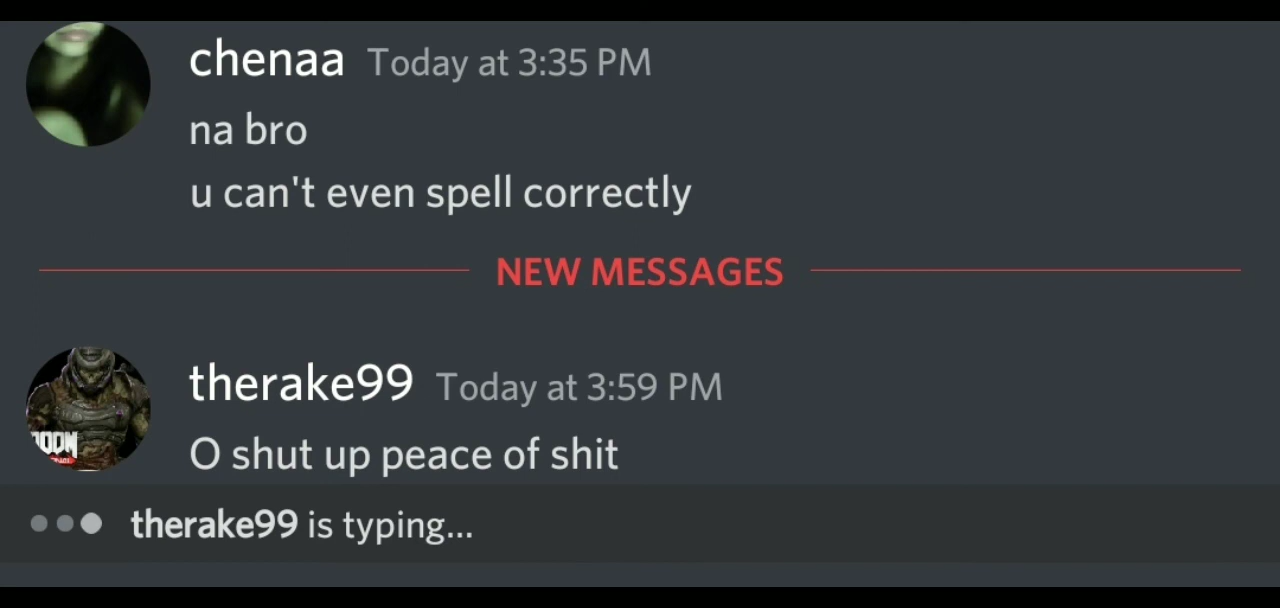 chenaa Today at 3:35 PM
na bro
u can't even spell correctly
NEW MESSAGES
therake99 Today at 3:59 PM
DOOM
O shut up peace of shit
therake99 is typing...